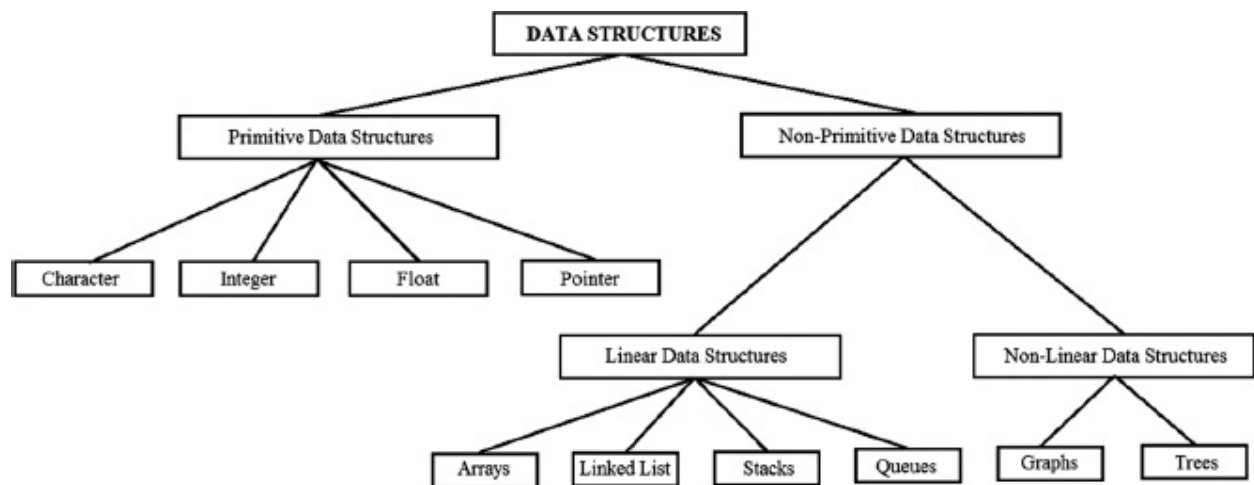 DATA STRUCTURES
Primitive Data Structures
Non-Primitive Data Structures
Character
Integer
Float
Pointer
Linear Data Structures
Non-Linear Data Structures
Arrays
Linked List
Stacks
Queues
Graphs
Trees